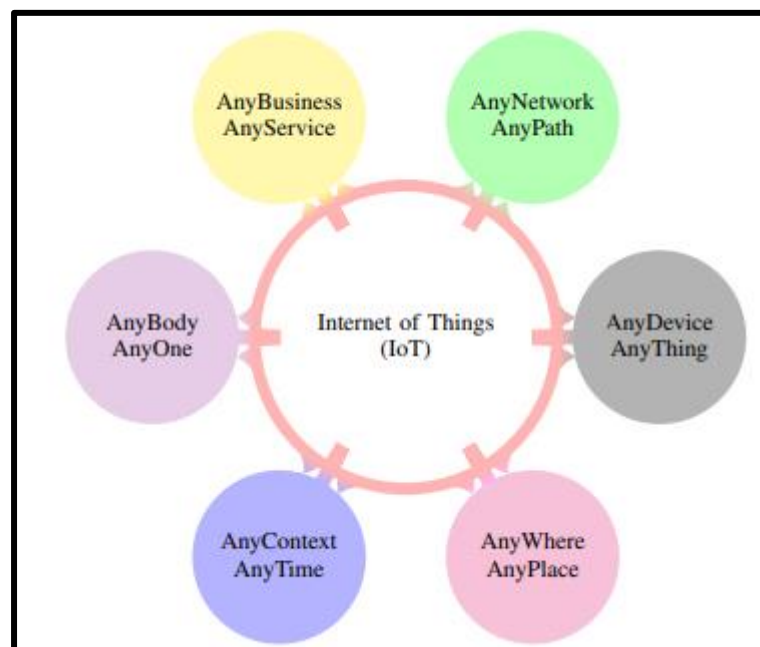 AnyBusiness
AnyService
AnyNetwork
AnyPath
AnyBody
AnyOne
Internet of Things
(IoT)
AnyDevice
AnyThing
AnyContext
AnyTime
AnyWhere
AnyPlace